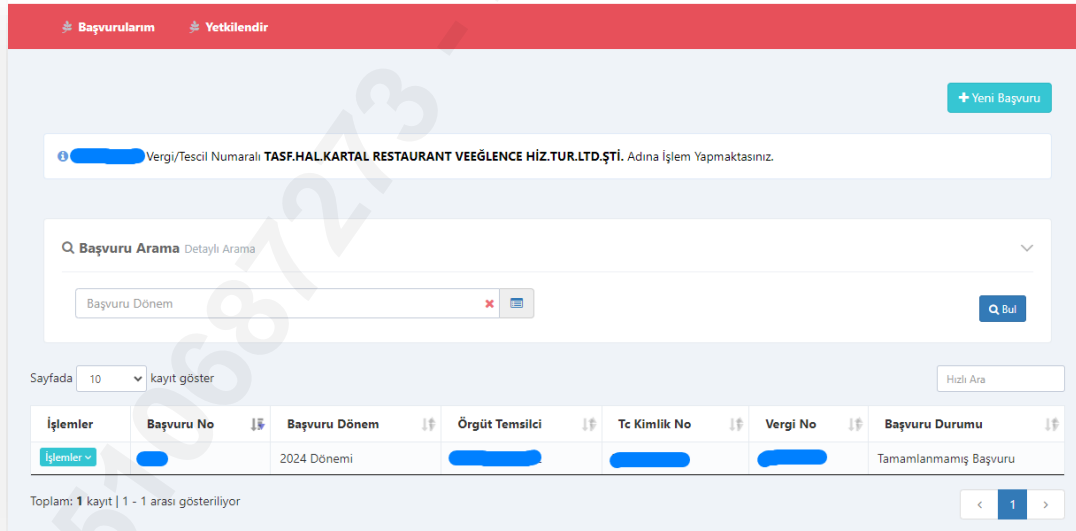 Başvurularım Yetkilendir
+ Yeni Başvuru
Vergi/Tescil Numaralı TASF.HAL.KARTAL RESTAURANT VEEĞLENCE HİZ.TUR.LTD.ŞTİ. Adına İşlem Yapmaktasınız.
Başvuru Arama Detaylı Arama
Başvuru Dönem
Bul
Sayfada 10 kayıt göster
Hızlı Ara
İşlemler Başvuru No Başvuru Dönem Örgüt Temsilci Tc Kimlik No Vergi No Başvuru Durumu
İşlemler 2024 Dönemi Tamamlanmamış Başvuru
Toplam: 1 kayıt | 1 - 1 arası gösteriliyor
< 1 >
510687273 -